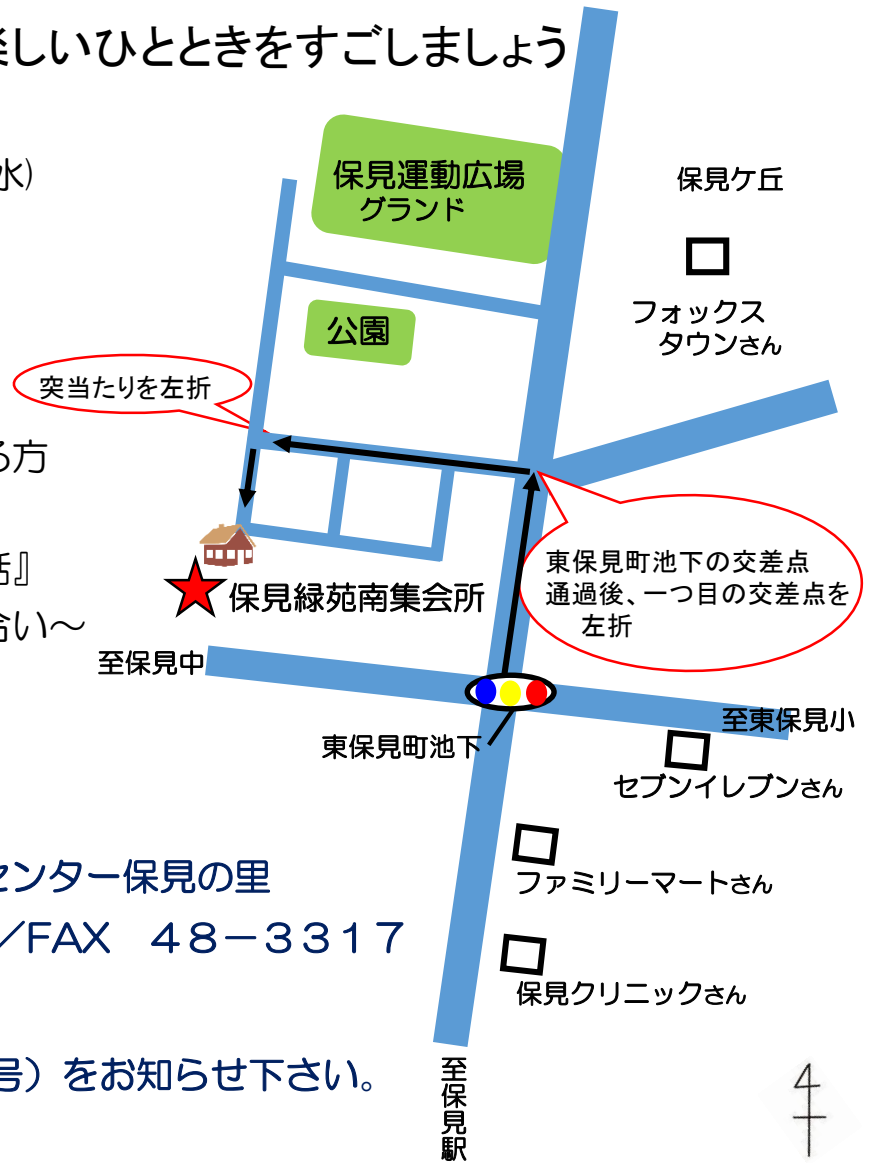 楽しいひとときをすごしましょう
水)
保見運動広場
グランド
保見ケ丘
公園
フォックス
タウンさん
突当たりを左折
る方
東保見町池下の交差点
通過後、一つ目の交差点を
左折
話』
合い～
保見緑苑南集会所
至保見中
至東保見小
東保見町池下
セブンイレブンさん
センター保見の里
ファミリーマートさん
／FAX　４８－３３１７
保見クリニックさん
号）をお知らせ下さい。
至保見駅